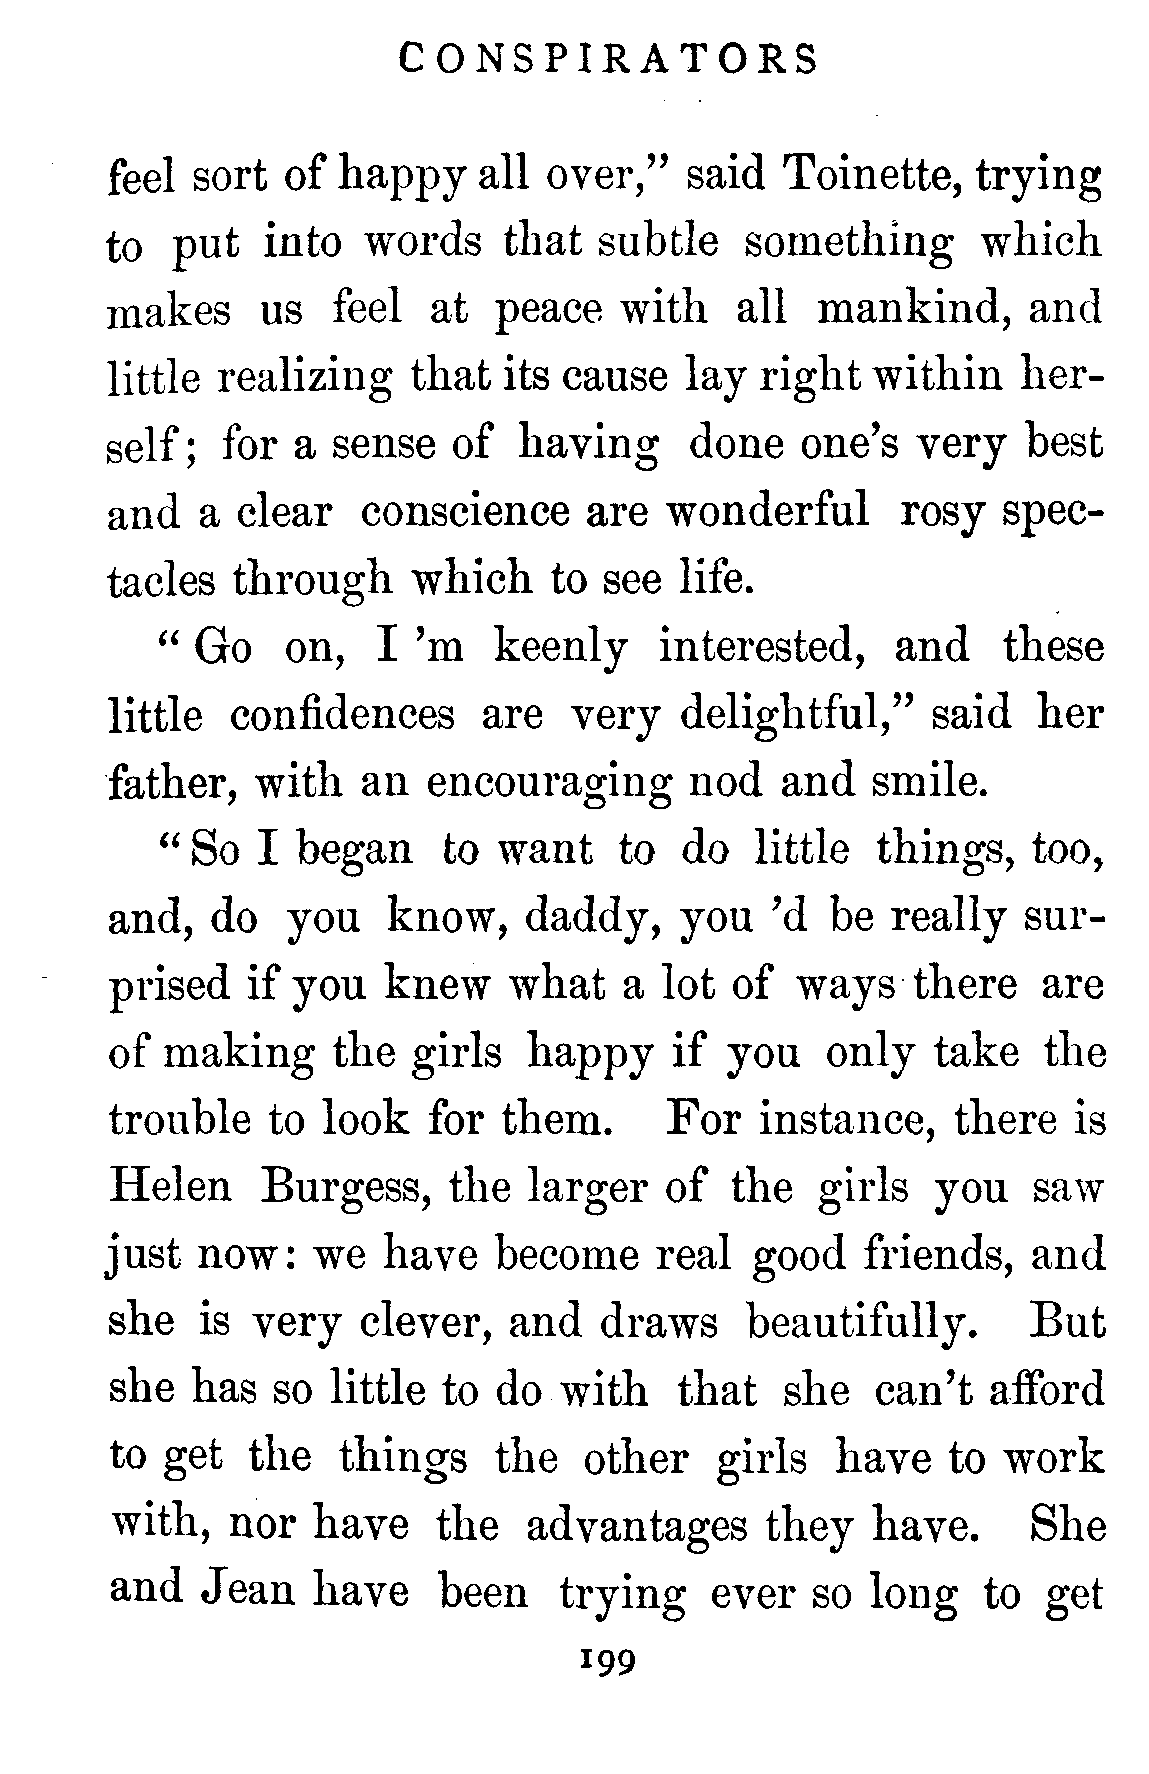 CONSPIRATORS
feel sort of happy all over,” said Toinette, trying
to put into words that subtle something which
makes us feel at peace with all mankind, and
little realizing that its cause lay right within her-
self; for a sense of having done one’s very best
and a clear conscience are wonderful rosy spec-
tacles through which to see life.
“ Go on, I ’m keenly interested, and these
little confidences are very delightful,” said her
father, with an encouraging nod and smile.
“ So I began to want to do little things, too,
and, do you know, daddy, you ’d be really sur-
prised if you knew what a lot of ways there are
of making the girls happy if you only take the
trouble to look for them. For instance, there is
Helen Burgess, the larger of the girls you saw
just now: we have become real good friends, and
she is very clever, and draws beautifully. But
she has so little to do with that she can’t afford
to get the things the other girls have to work
with, nor have the advantages they have. She
and Jean have been trying ever so long to get
199